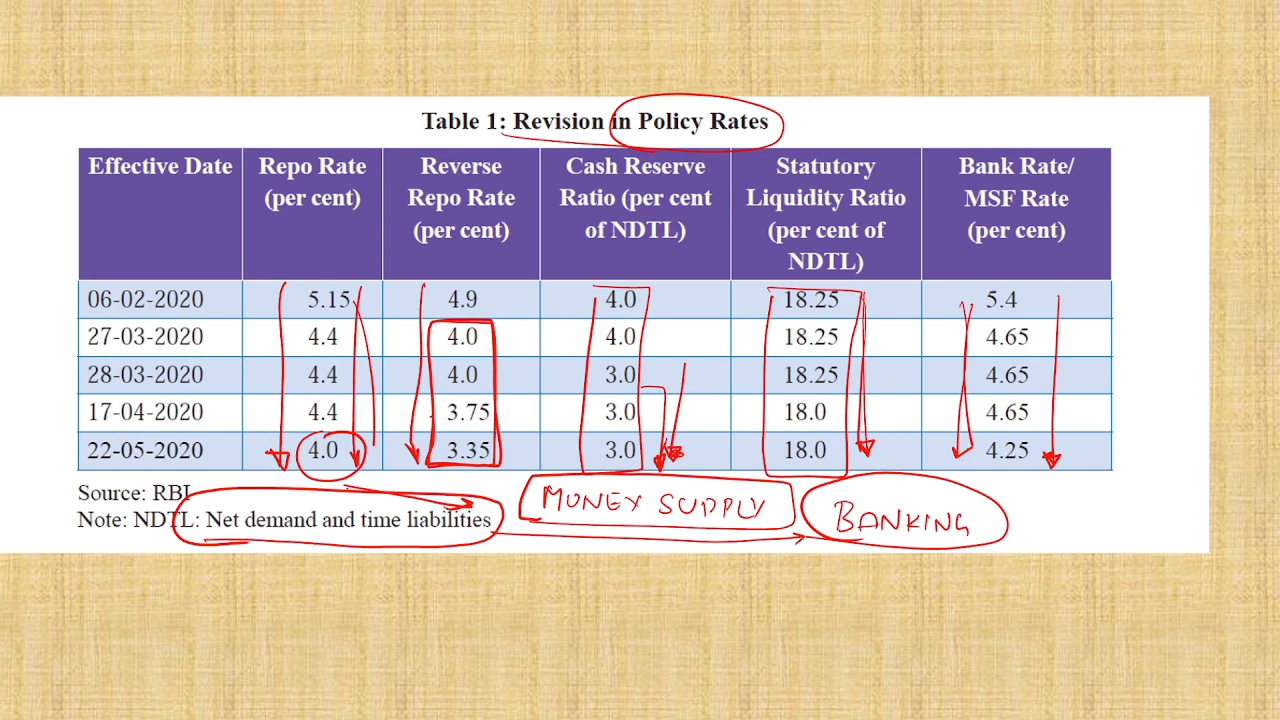 Table 1: Revision in Policy Rates
Effective Date Repo Rate (per cent) Reverse Repo Rate (per cent) Cash Reserve Ratio (per cent of NDTL) Statutory Liquidity Ratio (per cent of NDTL) Bank Rate/ MSF Rate (per cent)
06-02-2020 5.15 4.9 4.0 18.25 5.4
27-03-2020 4.4 4.0 4.0 18.25 4.65
28-03-2020 4.4 4.0 3.0 18.25 4.65
17-04-2020 4.4 3.75 3.0 18.0 4.65
22-05-2020 4.0 3.35 3.0 18.0 4.25
Source: RBI
MONEY SUPPLY
BANKING
Note: NDTL: Net demand and time liabilities